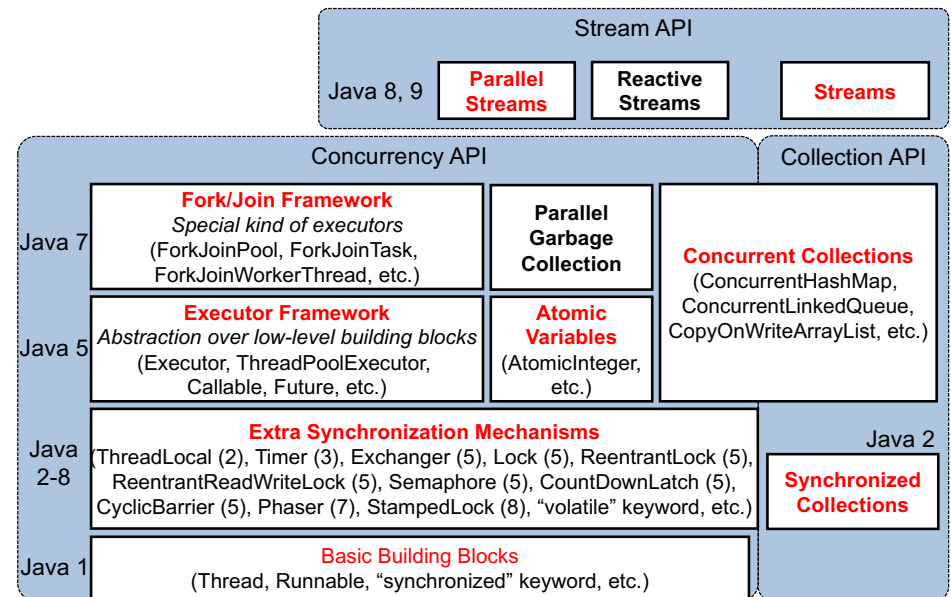 Stream API
Java 8, 9
Parallel
Streams
Reactive
Streams
Streams
Concurrency API
Collection API
Java 7
Fork/Join Framework
Special kind of executors
(ForkJoinPool, ForkJoinTask,
ForkJoinWorkerThread, etc.)
Parallel
Garbage
Collection
Concurrent Collections
(ConcurrentHashMap,
ConcurrentLinkedQueue,
CopyOnWriteArrayList, etc.)
Java 5
Executor Framework
Abstraction over low-level building blocks
(Executor, ThreadPoolExecutor,
Callable, Future, etc.)
Atomic
Variables
(AtomicInteger,
etc.)
Java
2-8
Extra Synchronization Mechanisms
(ThreadLocal (2), Timer (3), Exchanger (5), Lock (5), ReentrantLock (5),
ReentrantReadWriteLock (5), Semaphore (5), CountDownLatch (5),
CyclicBarrier (5), Phaser (7), StampedLock (8), “volatile” keyword, etc.)
Java 2
Synchronized
Collections
Java 1
Basic Building Blocks
(Thread, Runnable, “synchronized” keyword, etc.)